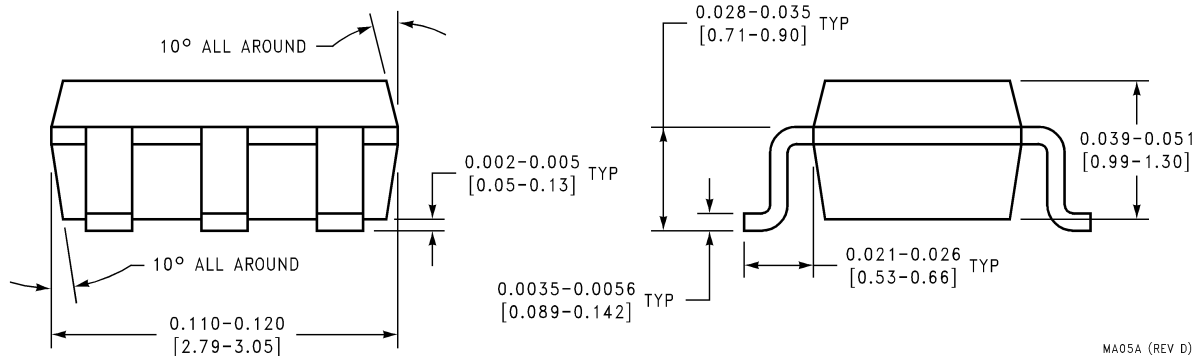 0.028-0.035 TYP
[0.71-0.90]
10° ALL AROUND
0.039-0.051
[0.99-1.30]
0.002-0.005 TYP
[0.05-0.13]
10° ALL AROUND
0.021-0.026 TYP
[0.53-0.66]
0.0035-0.0056 TYP
[0.089-0.142]
0.110-0.120
[2.79-3.05]
MA05A (REV D)